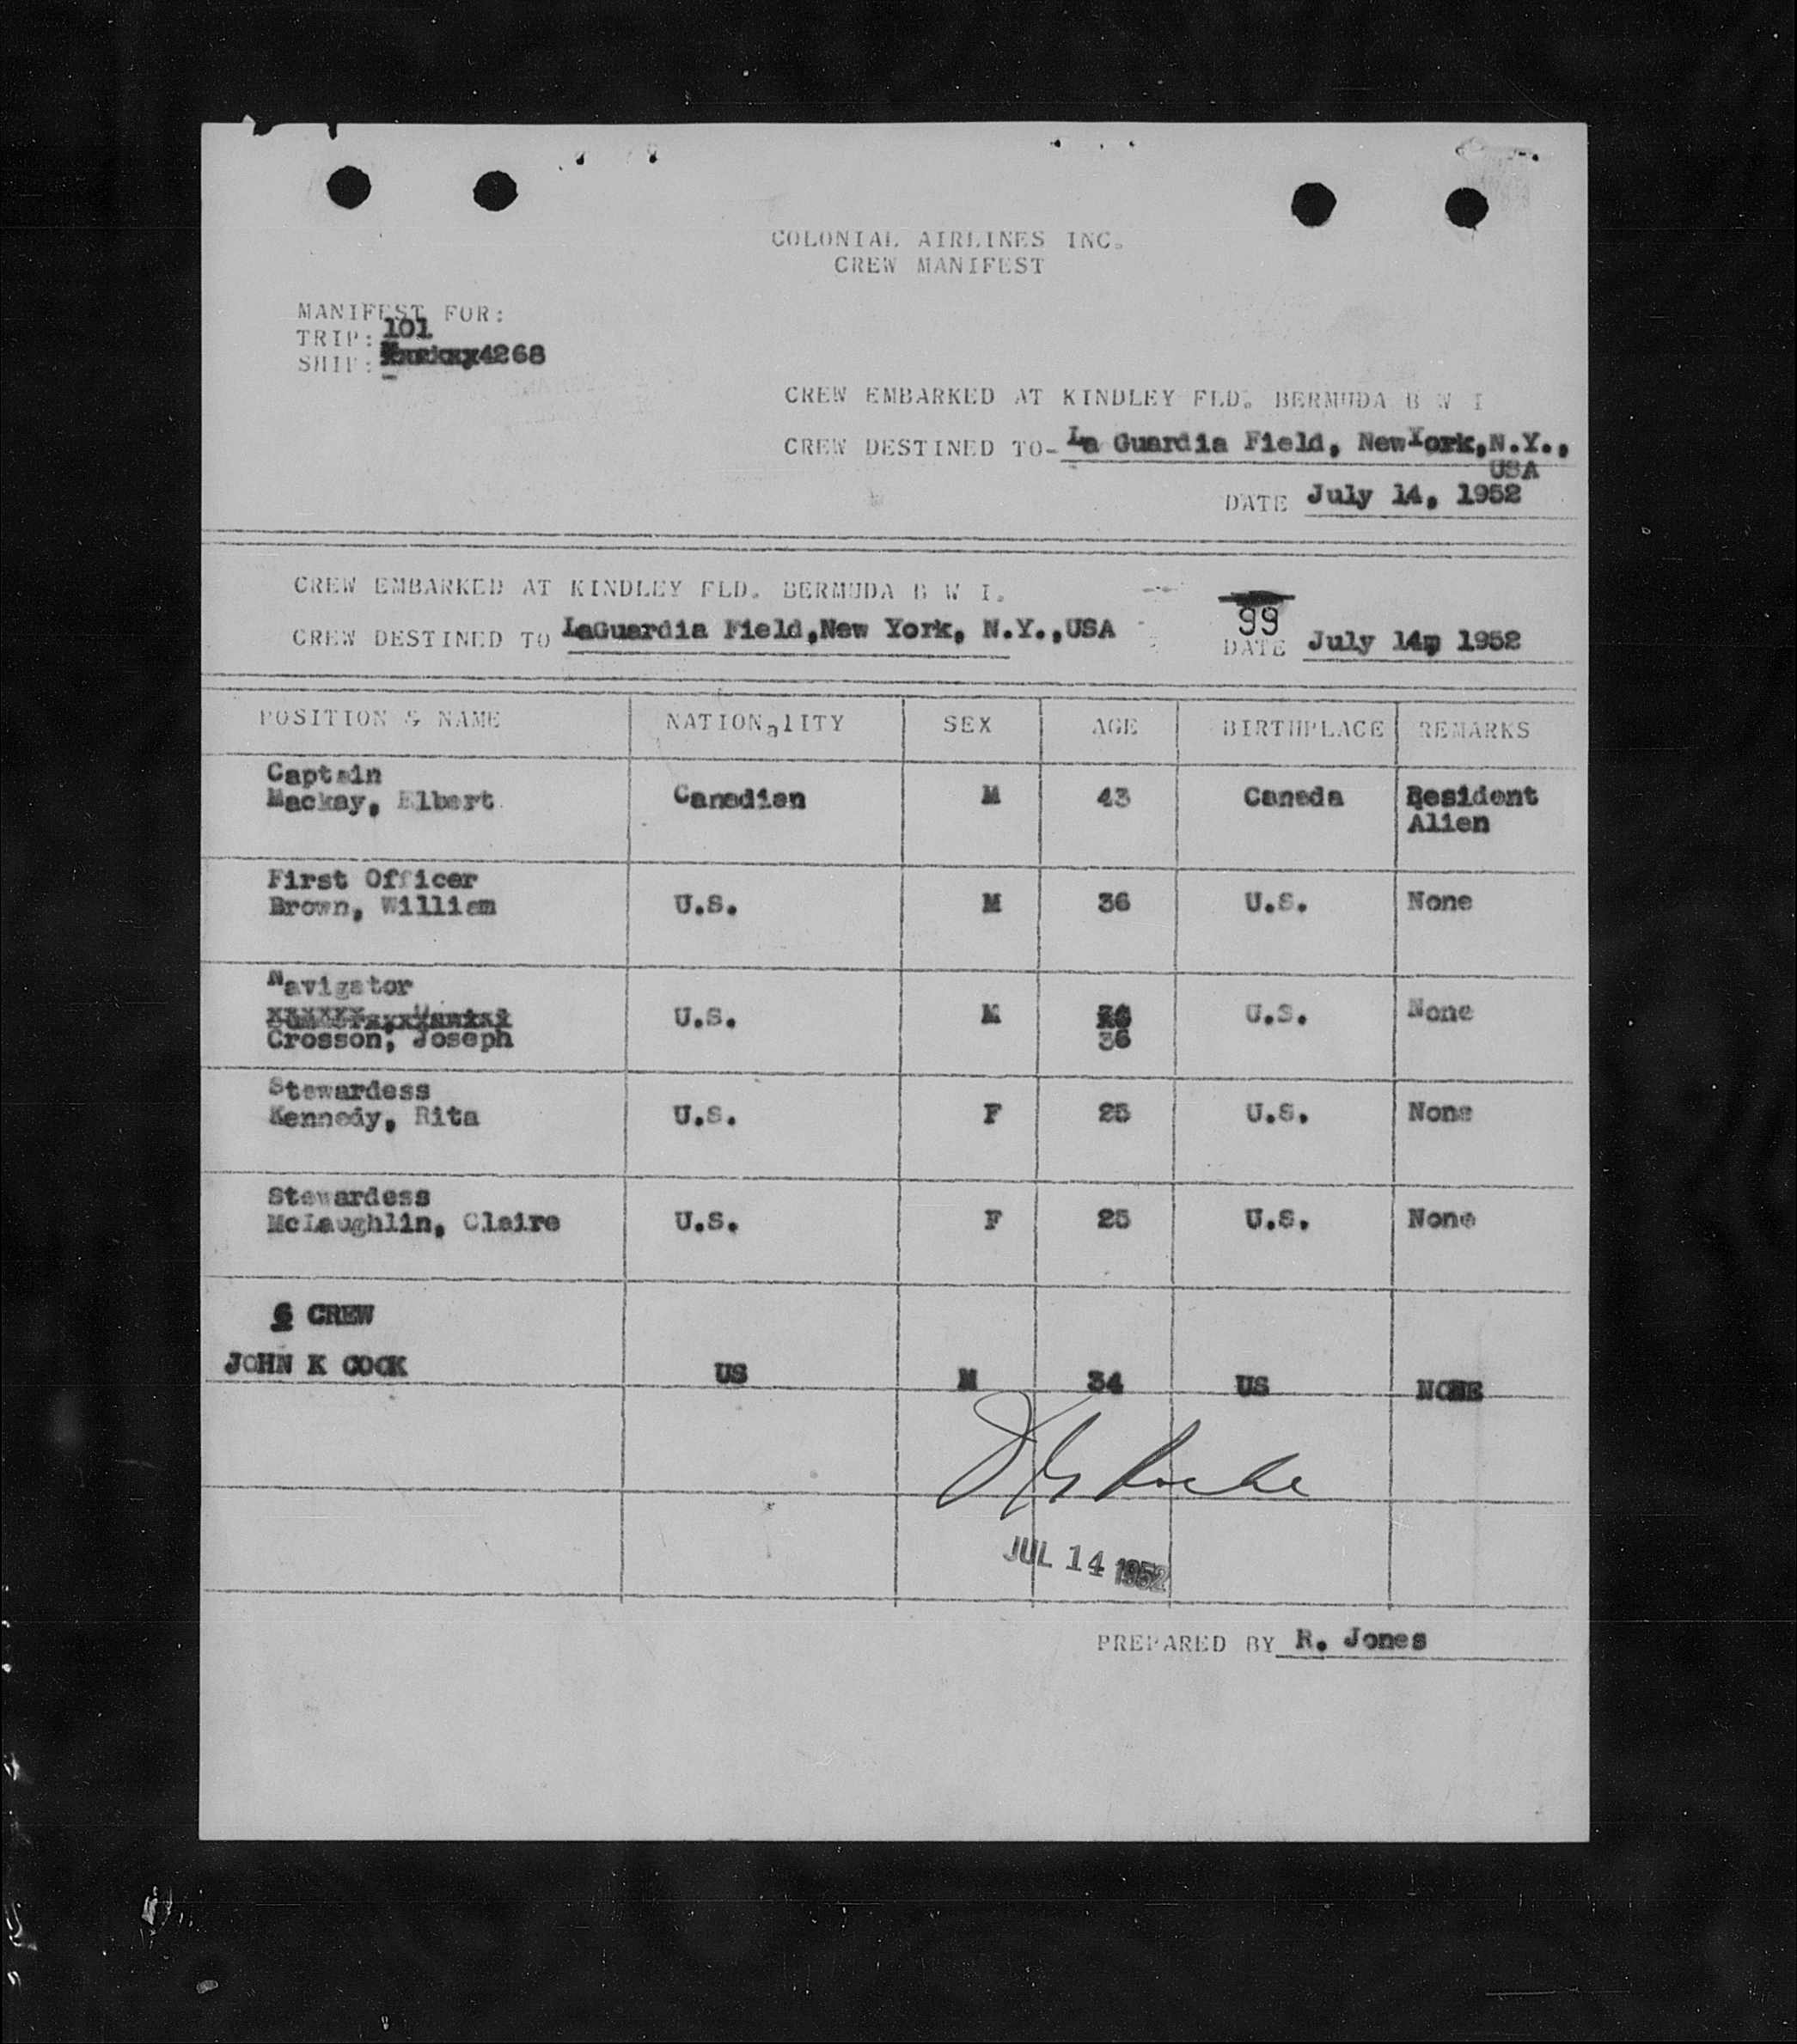 COLONIAL AIRLINES INC.
CREW MANIFEST
MANIFEST FOR:
TRIP: 101
SHIP: 4268
CREW EMBARKED AT KINDLEY FLD. BERMUDA B W I
CREW DESTINED TO- La Guardia Field, New York, N.Y.,
USA
DATE July 14, 1952
CREW EMBARKED AT KINDLEY FLD. BERMUDA B W I.
99
CREW DESTINED TO LaGuardia Field, New York, N.Y., USA DATE July 14, 1952
POSITION & NAME NATIONalITY SEX AGE BIRTHPLACE REMARKS
Captain
Mackay, Elbert Canadian M 43 Canada Resident
Alien
First Officer
Brown, William U.S. M 36 U.S. None
Navigator
U.S. M U.S. None
Crosson, Joseph 36
Stewardess
Kennedy, Rita U.S. F 25 U.S. None
Stewardess
McLaughlin, Claire U.S. F 25 U.S. None
6 CREW
JOHN K COCK US M 34 US NONE
JUL 14 1952
PREPARED BY R. Jones